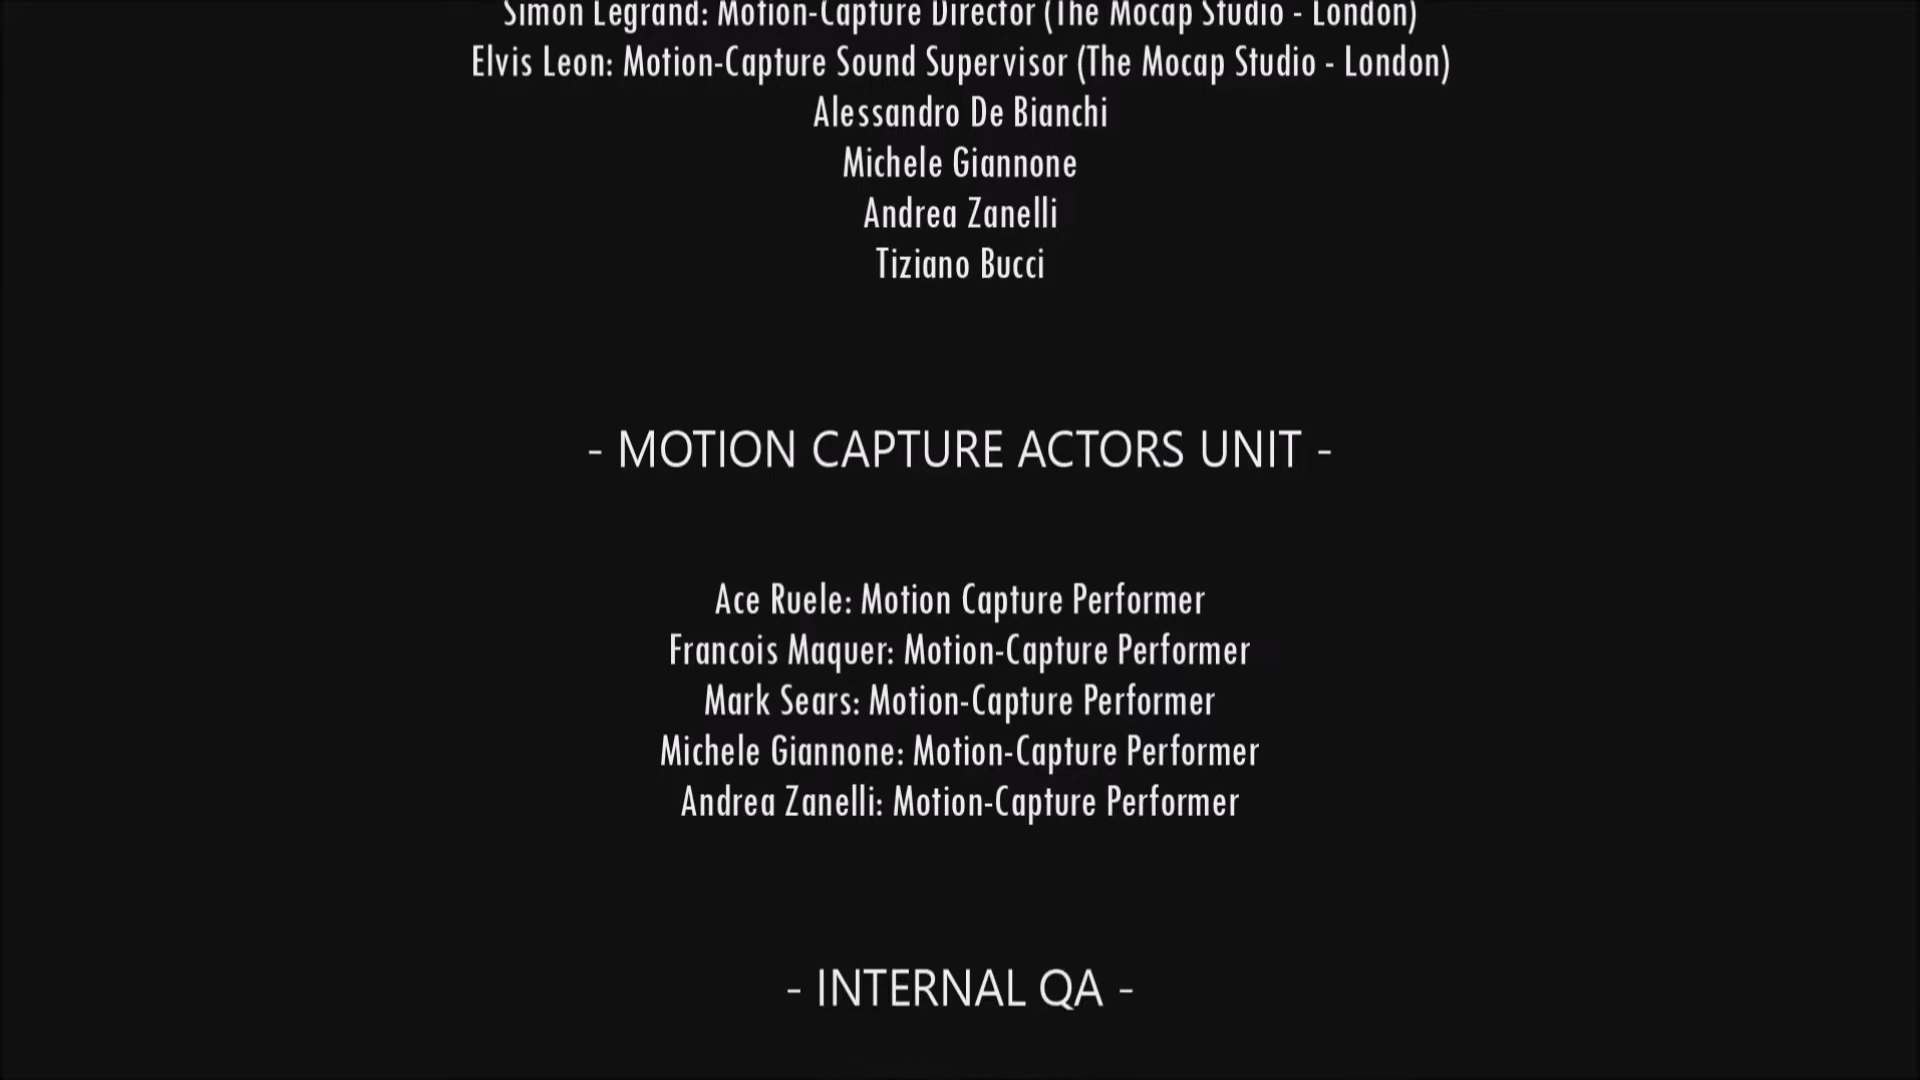 Simon Legrand: Motion-Capture Director (The Mocap Studio - London)
Elvis Leon: Motion-Capture Sound Supervisor (The Mocap Studio - London)
Alessandro De Bianchi
Michele Giannone
Andrea Zanelli
Tiziano Bucci
- MOTION CAPTURE ACTORS UNIT -
Ace Ruele: Motion Capture Performer
Francois Maquer: Motion-Capture Performer
Mark Sears: Motion-Capture Performer
Michele Giannone: Motion-Capture Performer
Andrea Zanelli: Motion-Capture Performer
- INTERNAL QA -